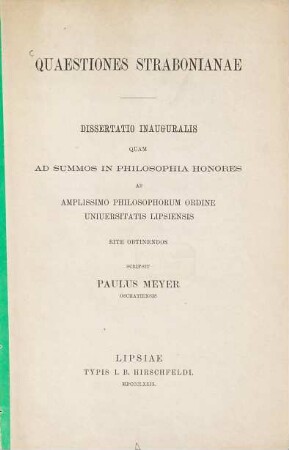 QUAESTIONES STRABONIANAE
DISSERTATIO INAUGURALIS
QUAM
AD SUMMOS IN PHILOSOPHIA HONORES
AB
AMPLISSIMO PHILOSOPHORUM ORDINE
UNIUERSITATIS LIPSIENSIS
RITE OBTINENDOS
SCRIPSIT
PAULUS MEYER
LIPSIAE
TYPIS I. B. HIRSCHFELDI.